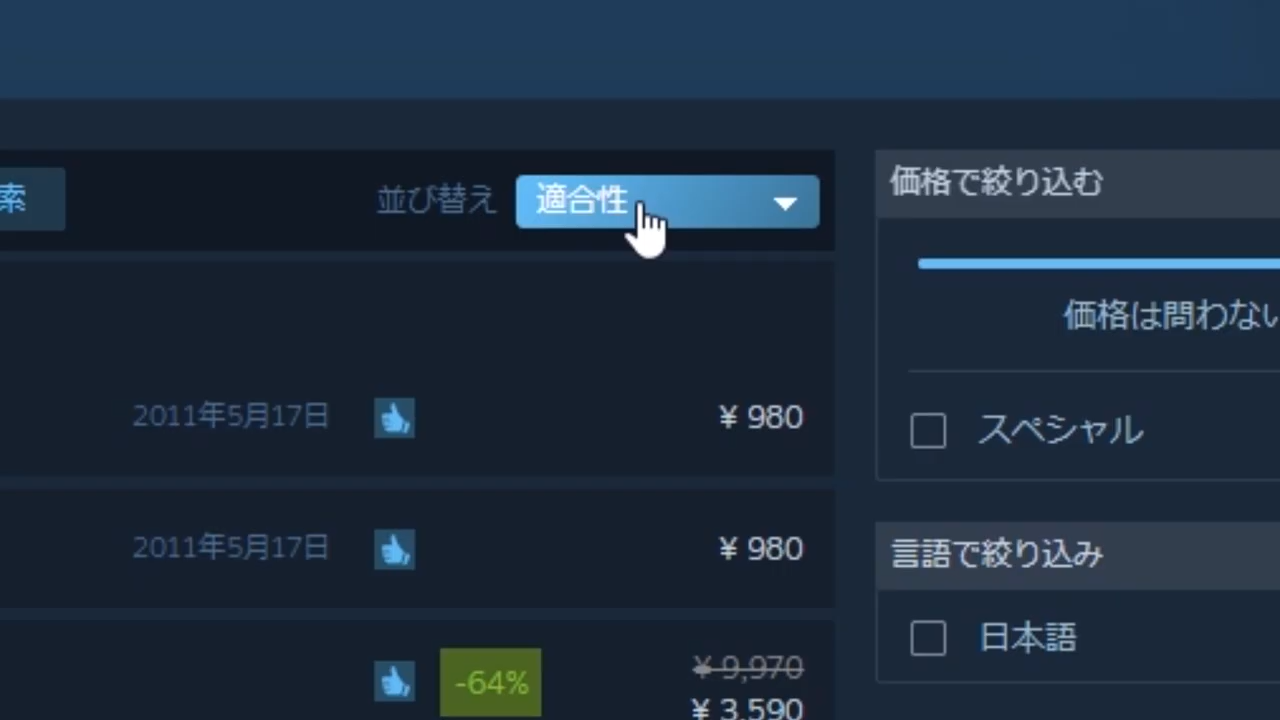 索
並び替え 適合性
2011年5月17日 ¥ 980
2011年5月17日 ¥ 980
-64% ¥ 9,970
¥ 3,590
価格で絞り込む
価格は問わない
スペシャル
言語で絞り込み
日本語